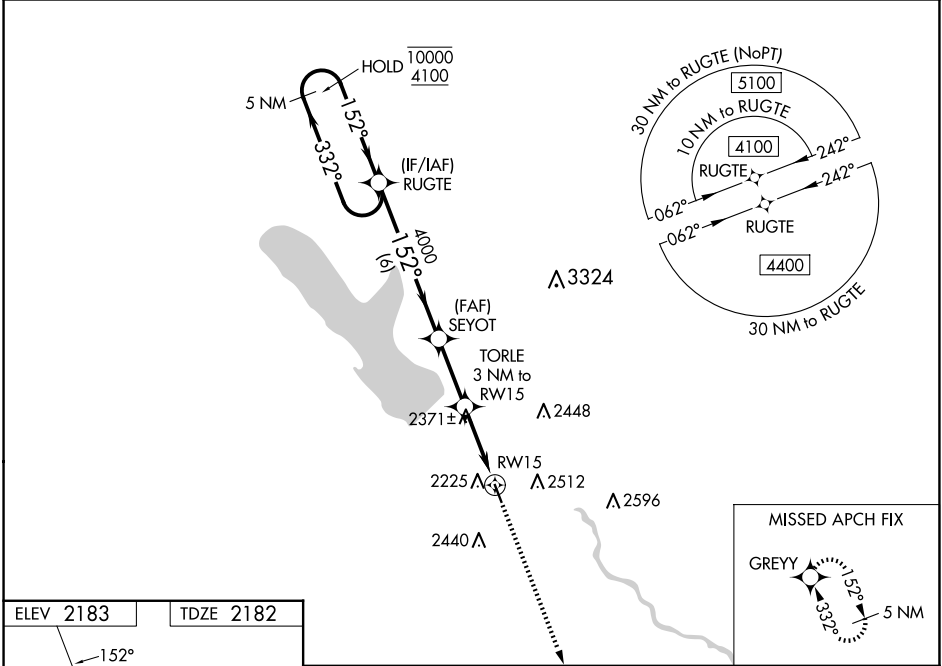 HOLD 10000
4100
5 NM
152°
332°
(IF/IAF)
RUGTE
4000
152°
(6)
(FAF)
SEYOT
TORLE
3 NM to
RW15
3324
2371±
2448
RW15
2225
2512
2596
2440
30 NM to RUGTE (NoPT)
5100
10 NM to RUGTE
4100
RUGTE
242°
062°
242°
062°
RUGTE
4400
30 NM to RUGTE
MISSED APCH FIX
GREYY
152°
332°
5 NM
ELEV 2183
TDZE 2182
152°